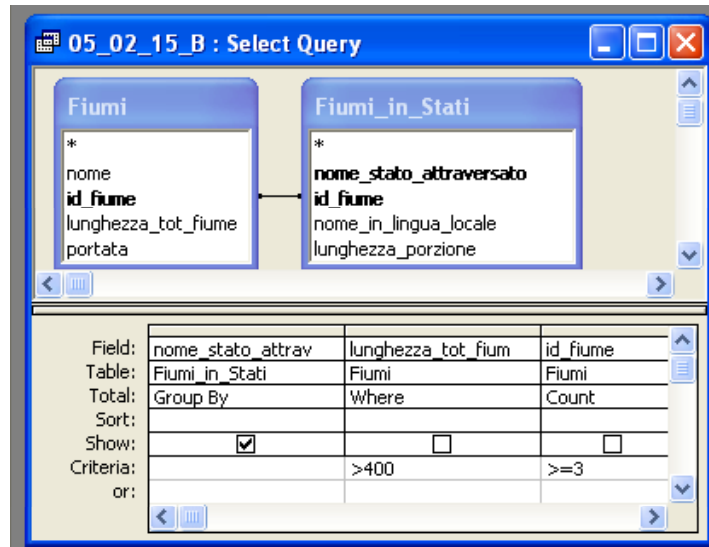 05_02_15_B : Select Query
Fiumi
*
nome
id_fiume
lunghezza_tot_fiume
portata
Fiumi_in_Stati
*
nome_stato_attraversato
id_fiume
nome_in_lingua_locale
lunghezza_porzione
Field: nome_stato_attrav lunghezza_tot_fium id_fiume
Table: Fiumi_in_Stati Fiumi Fiumi
Total: Group By Where Count
Sort:
Show:
Criteria: >400 >=3
or: